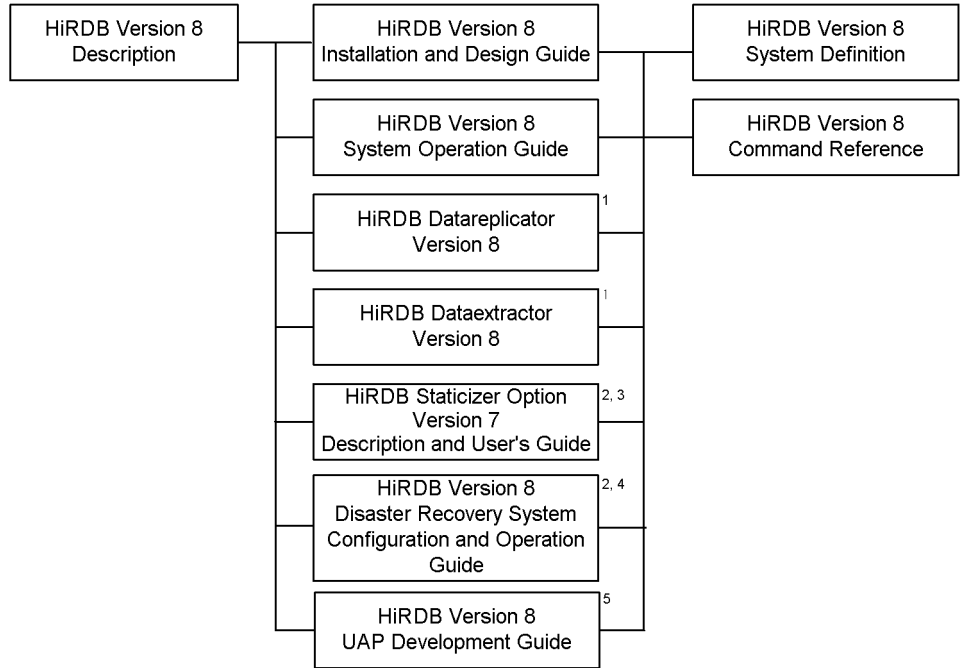 HiRDB Version 8
Description
HiRDB Version 8
Installation and Design Guide
HiRDB Version 8
System Definition
HiRDB Version 8
System Operation Guide
HiRDB Version 8
Command Reference
HiRDB Datareplicator
Version 8
1
HiRDB Dataextractor
Version 8
1
HiRDB Staticizer Option
Version 7
Description and User's Guide
2, 3
HiRDB Version 8
Disaster Recovery System
Configuration and Operation
Guide
2, 4
HiRDB Version 8
UAP Development Guide
5